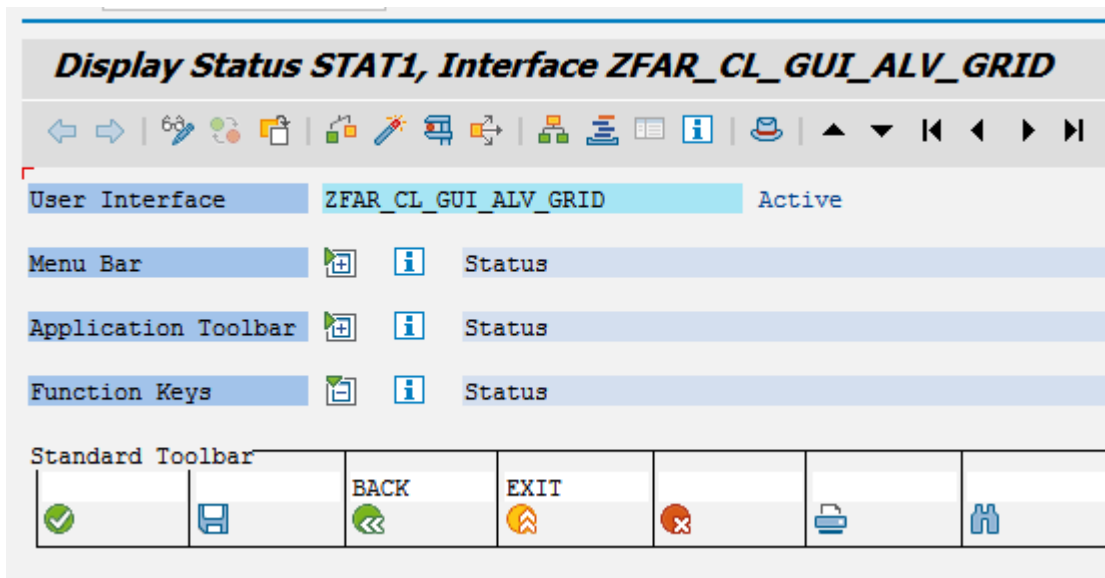 Display Status STAT1, Interface ZFAR_CL_GUI_ALV_GRID
User Interface ZFAR_CL_GUI_ALV_GRID Active
Menu Bar Status
Application Toolbar Status
Function Keys Status
Standard Toolbar
BACK EXIT